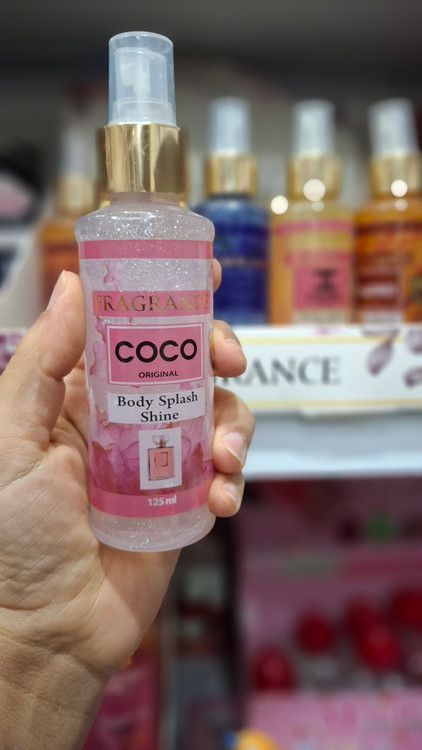 FRAGRANCE
COCO
ORIGINAL
Body Splash
Shine
125 ml
RANCE